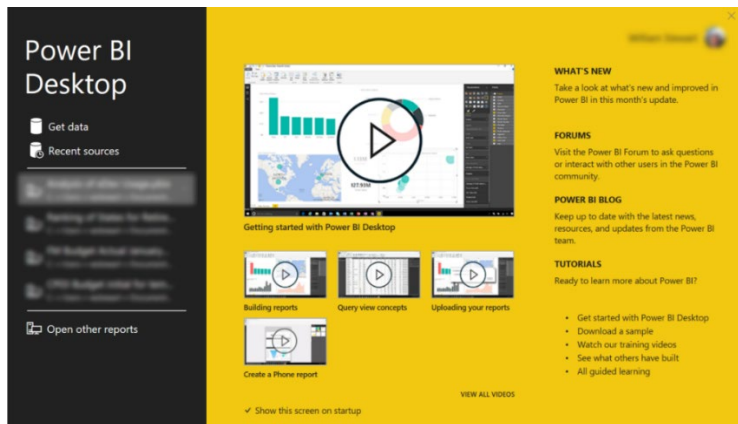 Power BI
Desktop
Get data
Recent sources
Open other reports
Getting started with Power BI Desktop
Building reports
Query view concepts
Uploading your reports
Create a Phone report
VIEW ALL VIDEOS
Show this screen on startup
WHAT'S NEW
Take a look at what's new and improved in
Power BI in this month's update.
FORUMS
Visit the Power BI Forum to ask questions
or interact with other users in the Power BI
community.
POWER BI BLOG
Keep up to date with the latest news,
resources, and updates from the Power BI
team.
TUTORIALS
Ready to learn more about Power BI?
Get started with Power BI Desktop
Download a sample
Watch our training videos
See what others have built
All guided learning